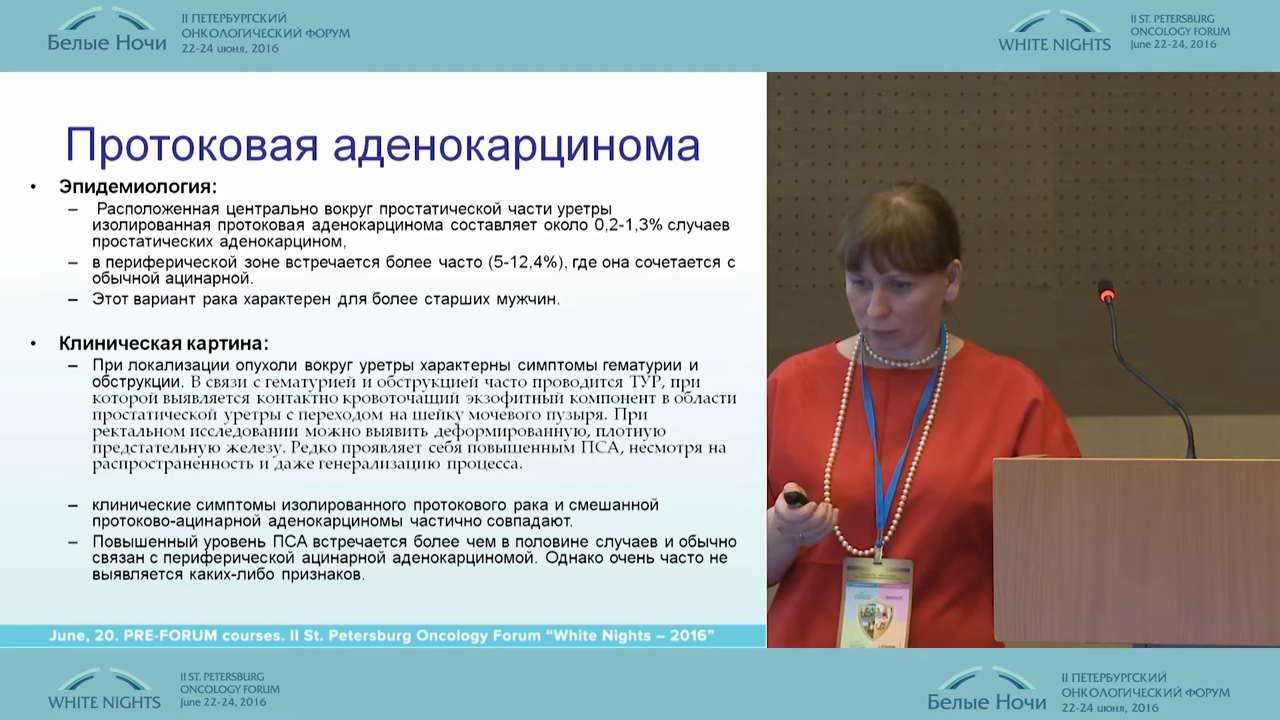 Белые Ночи
II ПЕТЕРБУРГСКИЙ
ОНКОЛОГИЧЕСКИЙ ФОРУМ
22-24 июня, 2016
WHITE NIGHTS
II ST. PETERSBURG
ONCOLOGY FORUM
June 22-24, 2016
Протоковая аденокарцинома
• Эпидемиология:
– Расположенная центрально вокруг простатической части уретры
изолированная протоковая аденокарцинома составляет около 0,2-1,3% случаев
простатических аденокарцином,
– в периферической зоне встречается более часто (5-12,4%), где она сочетается с
обычной ацинарной.
– Этот вариант рака характерен для более старших мужчин.
• Клиническая картина:
– При локализации опухоли вокруг уретры характерны симптомы гематурии и
обструкции. В связи с гематурией и обструкцией часто проводится ТУР, при
которой выявляется контактно кровоточащий экзофитный компонент в области
простатической уретры с переходом на шейку мочевого пузыря. При
ректальном исследовании можно выявить деформированную, плотную
предстательную железу. Редко проявляет себя повышенным ПСА, несмотря на
распространенность и даже генерализацию процесса.
– клинические симптомы изолированного протокового рака и смешанной
протоково-ацинарной аденокарциномы частично совпадают.
– Повышенный уровень ПСА встречается более чем в половине случаев и обычно
связан с периферической ацинарной аденокарциномой. Однако очень часто не
выявляется каких-либо признаков.
June, 20. PRE-FORUM courses. II St. Petersburg Oncology Forum “White Nights – 2016”
WHITE NIGHTS
II ST. PETERSBURG
ONCOLOGY FORUM
June 22-24, 2016
Белые Ночи
II ПЕТЕРБУРГСКИЙ
ОНКОЛОГИЧЕСКИЙ ФОРУМ
22-24 июня, 2016